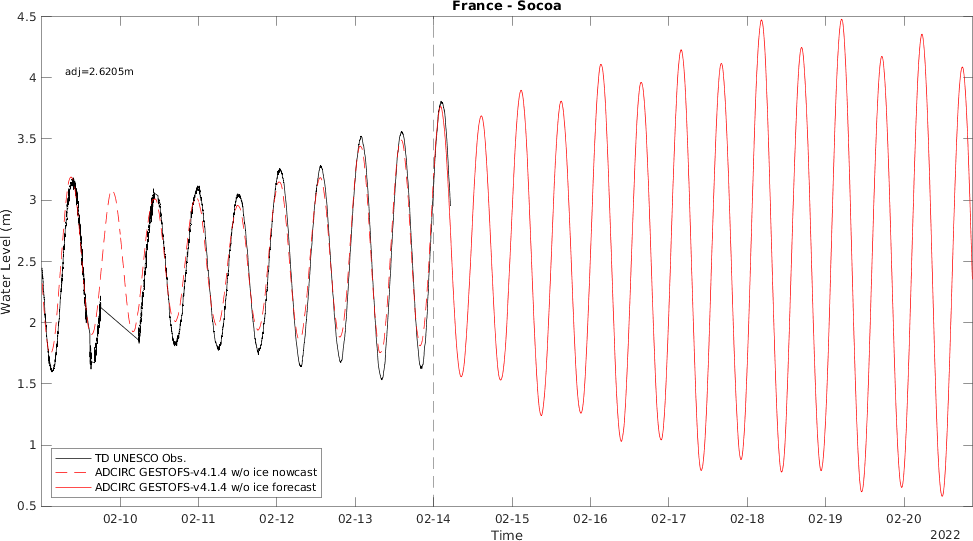 France - Socoa
4.5
4
3.5
3
2.5
2
1.5
1
0.5
Water Level (m)
adj=2.6205m
TD UNESCO Obs.
ADCIRC GESTOFS-v4.1.4 w/o ice nowcast
ADCIRC GESTOFS-v4.1.4 w/o ice forecast
02-10 02-11 02-12 02-13 02-14 02-15 02-16 02-17 02-18 02-19 02-20
Time
2022